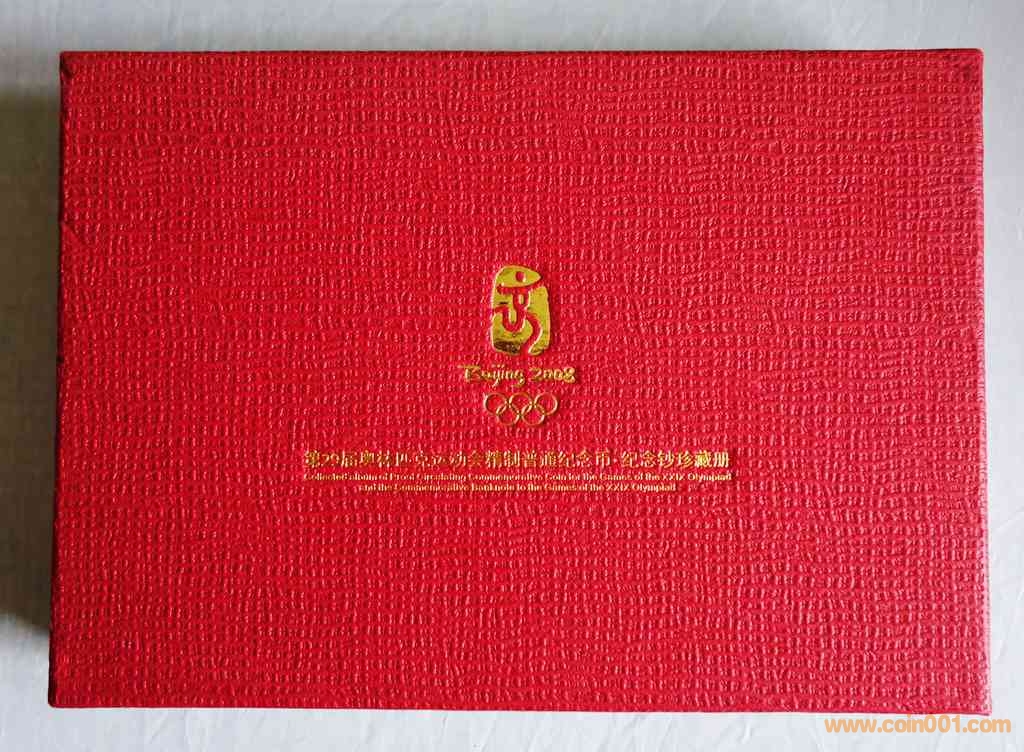 Beijing 2008
第29届奥林匹克运动会精制普通纪念币·纪念钞珍藏册
Collected album of Proof Circulating Commemorative Coin for the Games of the XXIX Olympiad
and the Commemorative Banknote to the Games of the XXIX Olympiad
www.coin001.com